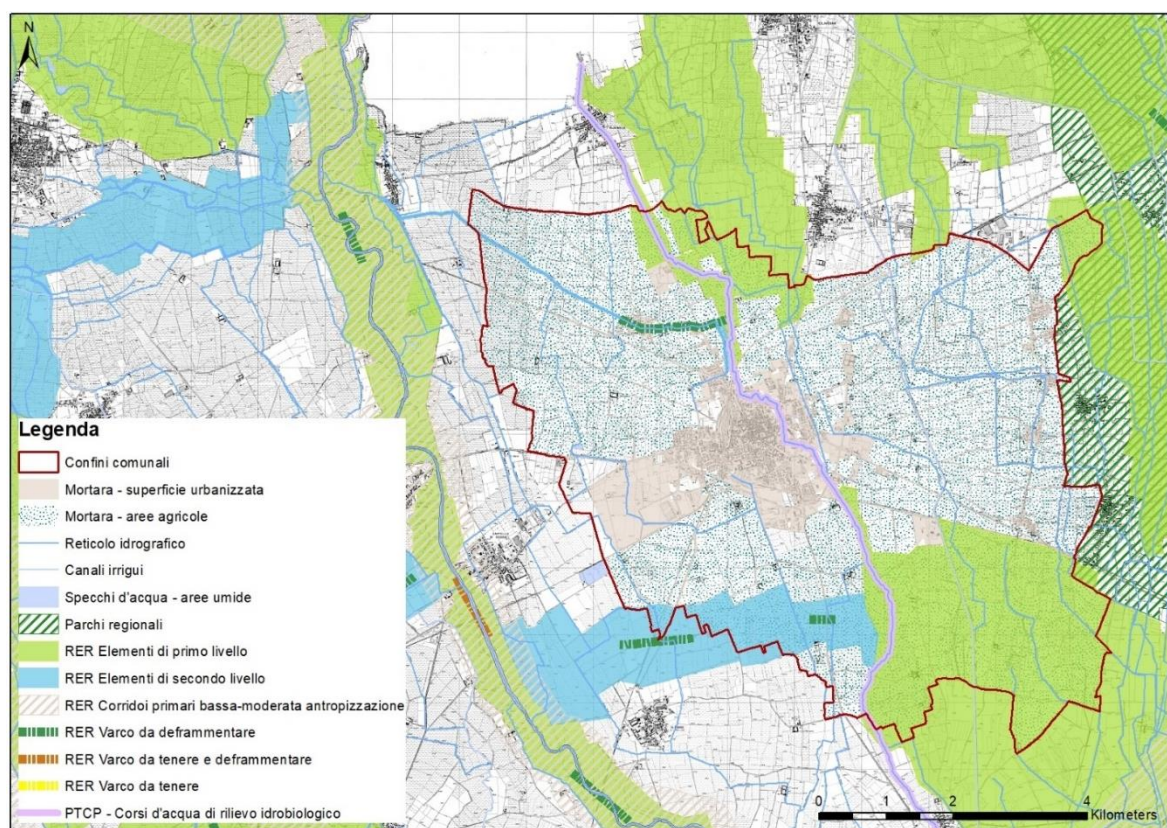 N
Legenda
Confini comunali
Mortara - superficie urbanizzata
Mortara - aree agricole
Reticolo idrografico
Canali irrigui
Specchi d'acqua - aree umide
Parchi regionali
RER Elementi di primo livello
RER Elementi di secondo livello
RER Corridoi primari bassa-moderata antropizzazione
RER Varco da deframmentare
RER Varco da tenere e deframmentare
RER Varco da tenere
PTCP - Corsi d'acqua di rilievo idrobiologico
0 1 2 4
Kilometers